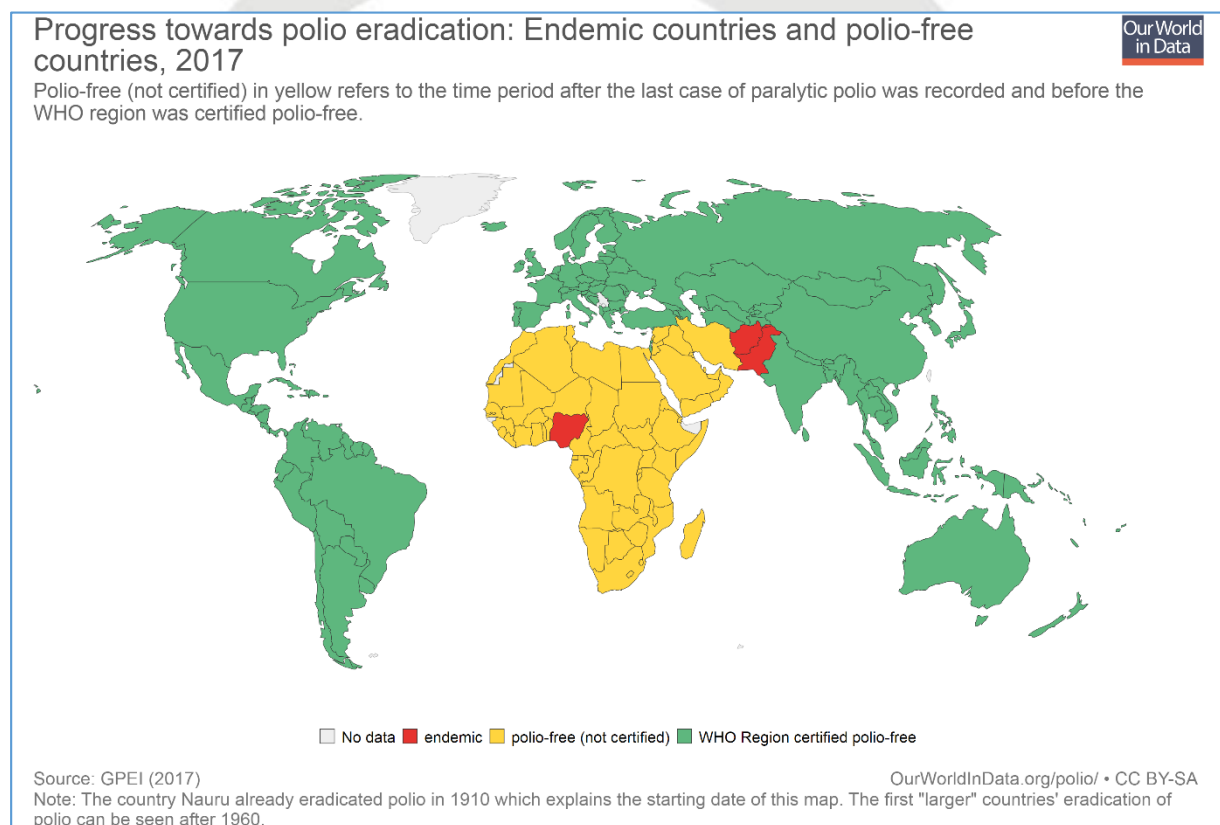 Progress towards polio eradication: Endemic countries and polio-free
countries, 2017
Our World
in Data
Polio-free (not certified) in yellow refers to the time period after the last case of paralytic polio was recorded and before the
WHO region was certified polio-free.
No data endemic polio-free (not certified) WHO Region certified polio-free
Source: GPEI (2017)
OurWorldInData.org/polio/ • CC BY-SA
Note: The country Nauru already eradicated polio in 1910 which explains the starting date of this map. The first "larger" countries' eradication of
polio can be seen after 1960.